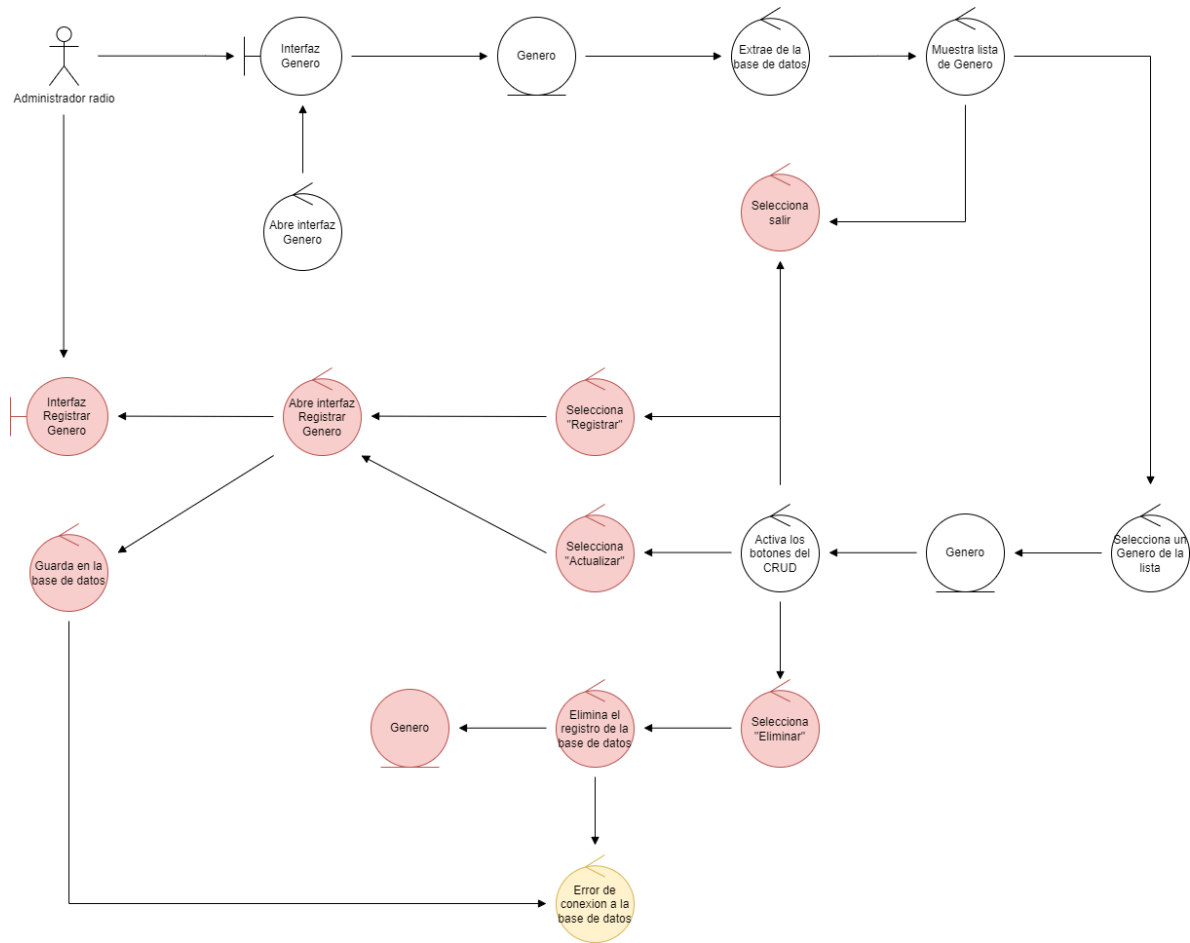 Interfaz
Genero
Genero
Extrae de la
base de datos
Muestra lista
de Genero
Administrador radio
Selecciona
salir
Abre interfaz
Genero
Interfaz
Registrar
Genero
Abre interfaz
Registrar
Genero
Selecciona
"Registrar"
Guarda en la
base de datos
Selecciona
"Actualizar"
Activa los
botones del
CRUD
Genero
Selecciona un
Genero de la
lista
Genero
Elimina el
registro de la
base de datos
Selecciona
"Eliminar"
Error de
conexion a la
base de datos